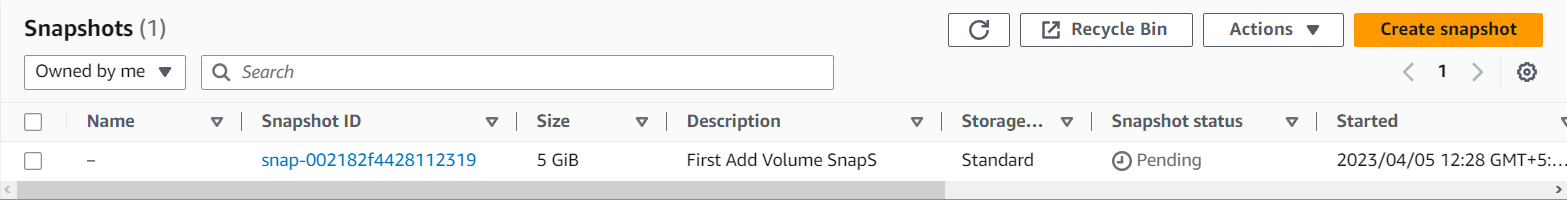 Snapshots (1)
Recycle Bin
Actions
Create snapshot
Owned by me
Search
1
Name Snapshot ID Size Description Storage... Snapshot status Started
– snap-002182f4428112319 5 GiB First Add Volume SnapS Standard Pending 2023/04/05 12:28 GMT+5:...